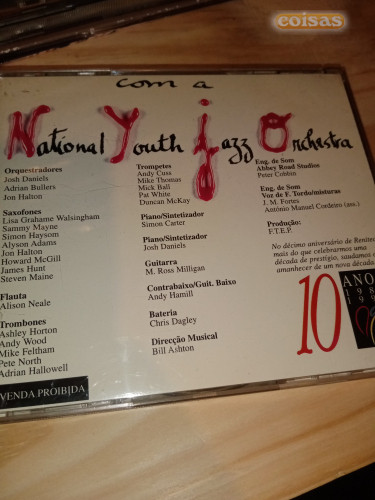 coisas
com a
National Youth Jazz Orchestra
Orquestradores
Josh Daniels
Adrian Bullers
Jon Halton
Saxofones
Lisa Grahame Walsingham
Sammy Mayne
Simon Haysom
Alyson Adams
Jon Halton
Howard McGill
James Hunt
Steven Maine
Flauta
Alison Neale
Trombones
Ashley Horton
Andy Wood
Mike Feltham
Pete North
Adrian Hallowell
VENDA PROIBIDA
Trompetes
Andy Cuss
Mike Thomas
Mick Ball
Pat White
Duncan McKay
Piano/Sintetizador
Simon Carter
Piano/Sintetizador
Josh Daniels
Guitarra
M. Ross Milligan
Contrabaixo/Guit. Baixo
Andy Hamill
Bateria
Chris Dagley
Direcção Musical
Bill Ashton
Eng. de Som
Abbey Road Studios
Peter Cobbin
Eng. de Som
Voz de F. Tordo/misturas
J. M. Fortes
António Manuel Cordeiro (ass.)
Produção:
F.T.E.P.
No décimo aniversário de
mais do que celebrarmos uma
década de prestígio, saudamos o
amanhecer de um nova década
10
ANO